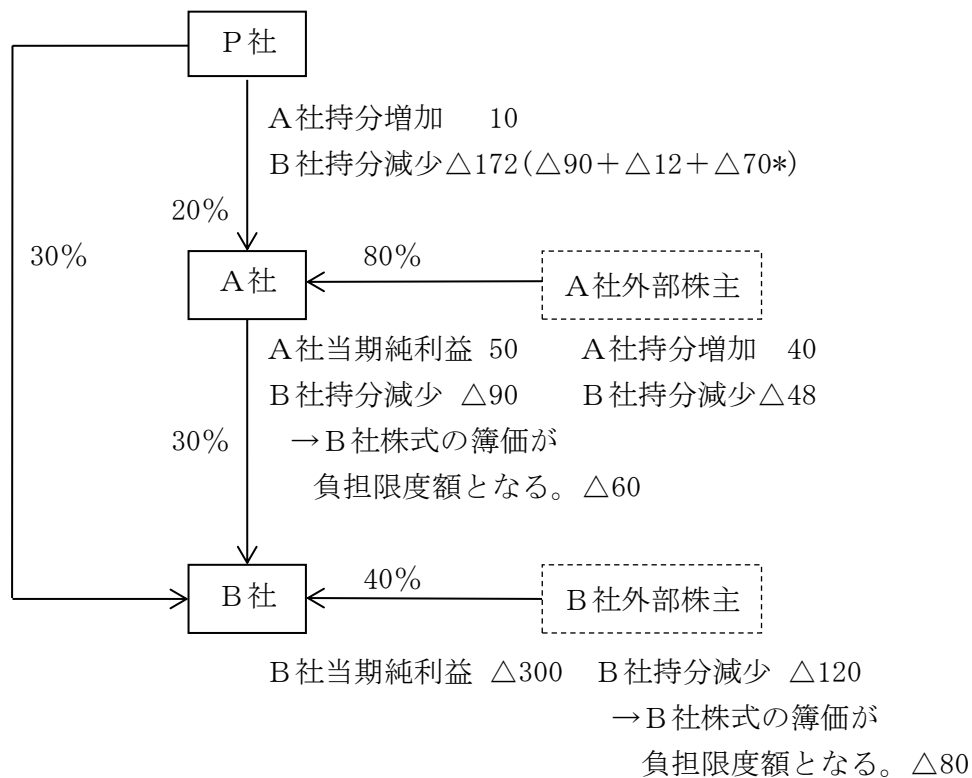 P社
A社持分増加 10
B社持分減少△172(△90+△12+△70*)
20%
30%
80%
A社
A社外部株主
A社当期純利益 50
A社持分増加 40
B社持分減少 △90
B社持分減少△48
→B社株式の簿価が
30%
負担限度額となる。△60
40%
B社
B社外部株主
B社当期純利益 △300
B社持分減少 △120
→B社株式の簿価が
負担限度額となる。△80